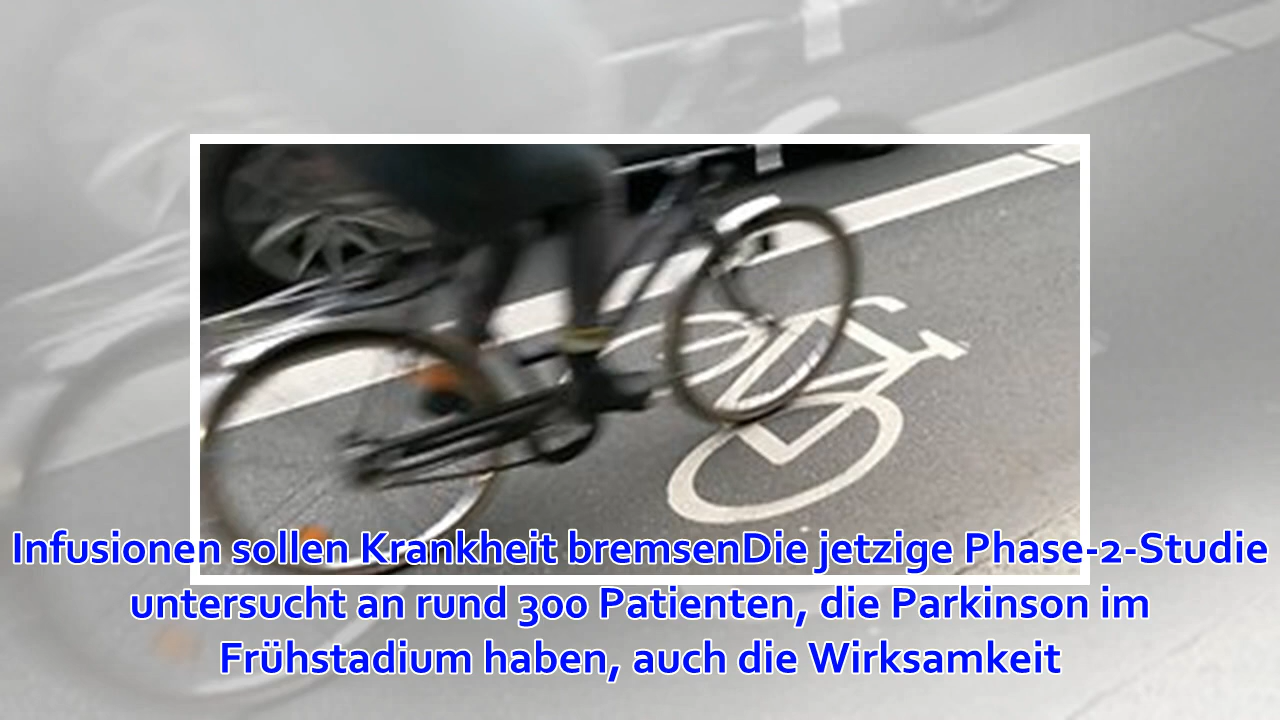 Infusionen sollen Krankheit bremsenDie jetzige Phase-2-Studie
untersucht an rund 300 Patienten, die Parkinson im
Frühstadium haben, auch die Wirksamkeit